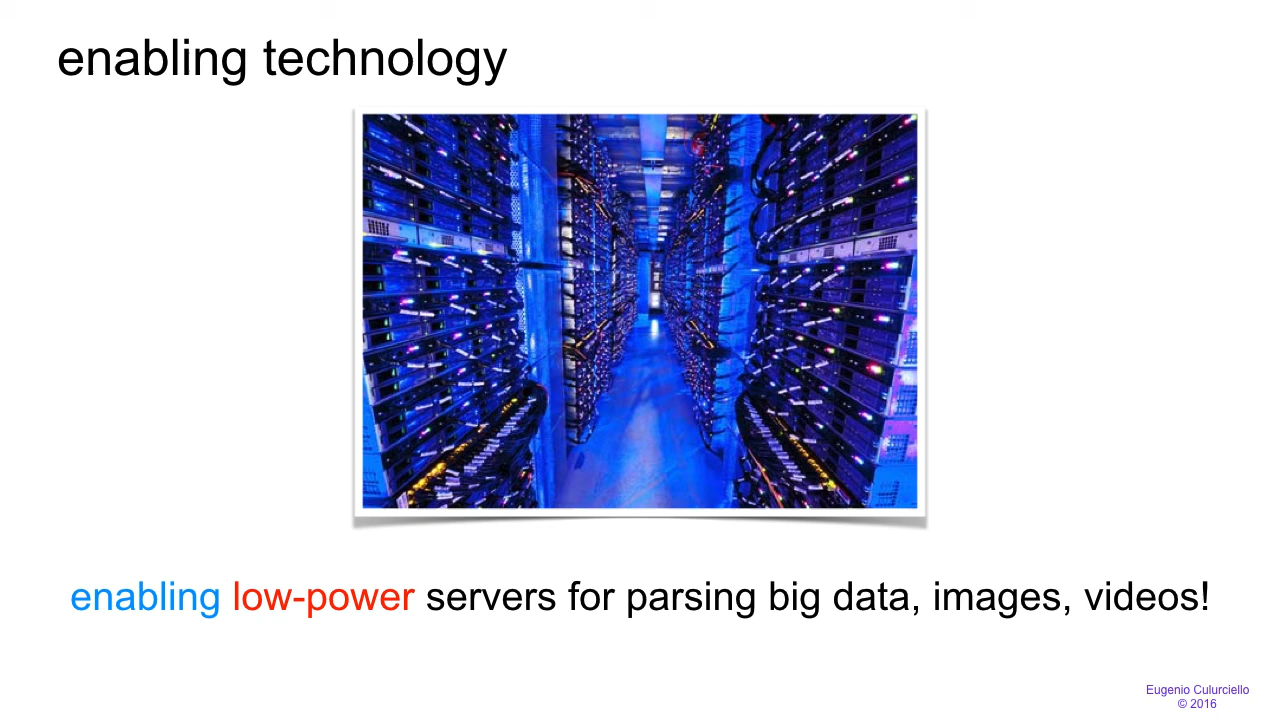 enabling technology
enabling low-power servers for parsing big data, images, videos!
Eugenio Culurciello
© 2016